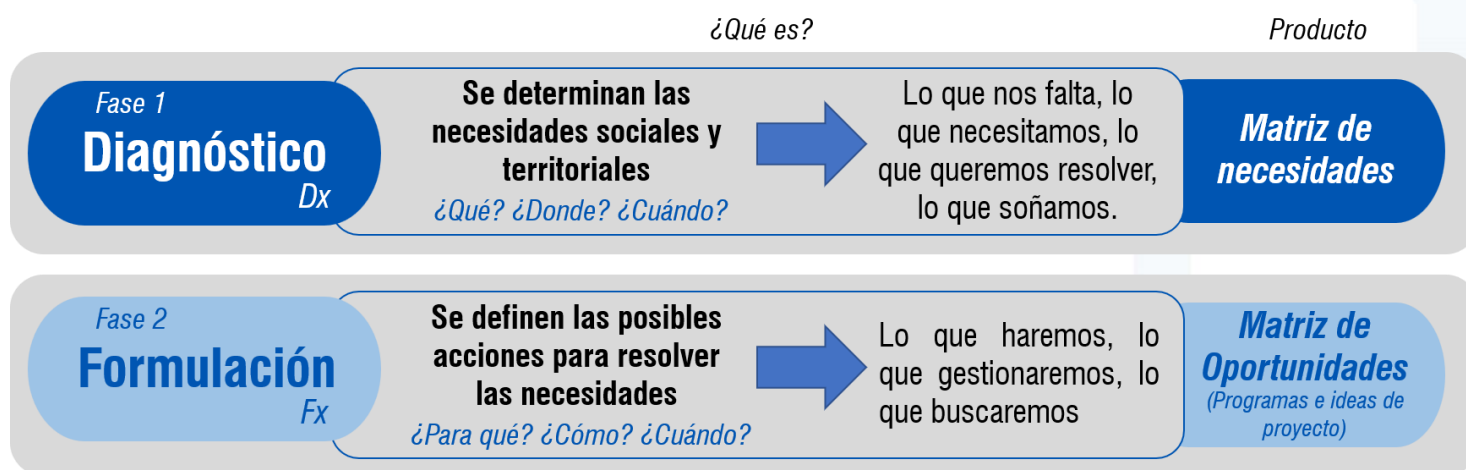 ¿Qué es?
Producto
Fase 1
Diagnóstico
Dx
Se determinan las
necesidades sociales y
territoriales
¿Qué? ¿Donde? ¿Cuándo?
Lo que nos falta, lo
que necesitamos, lo
que queremos resolver,
lo que soñamos.
Matriz de
necesidades
Fase 2
Formulación
Fx
Se definen las posibles
acciones para resolver
las necesidades
¿Para qué? ¿Cómo? ¿Cuándo?
Lo que haremos, lo
que gestionaremos, lo
que buscaremos
Matriz de
Oportunidades
(Programas e ideas de
proyecto)